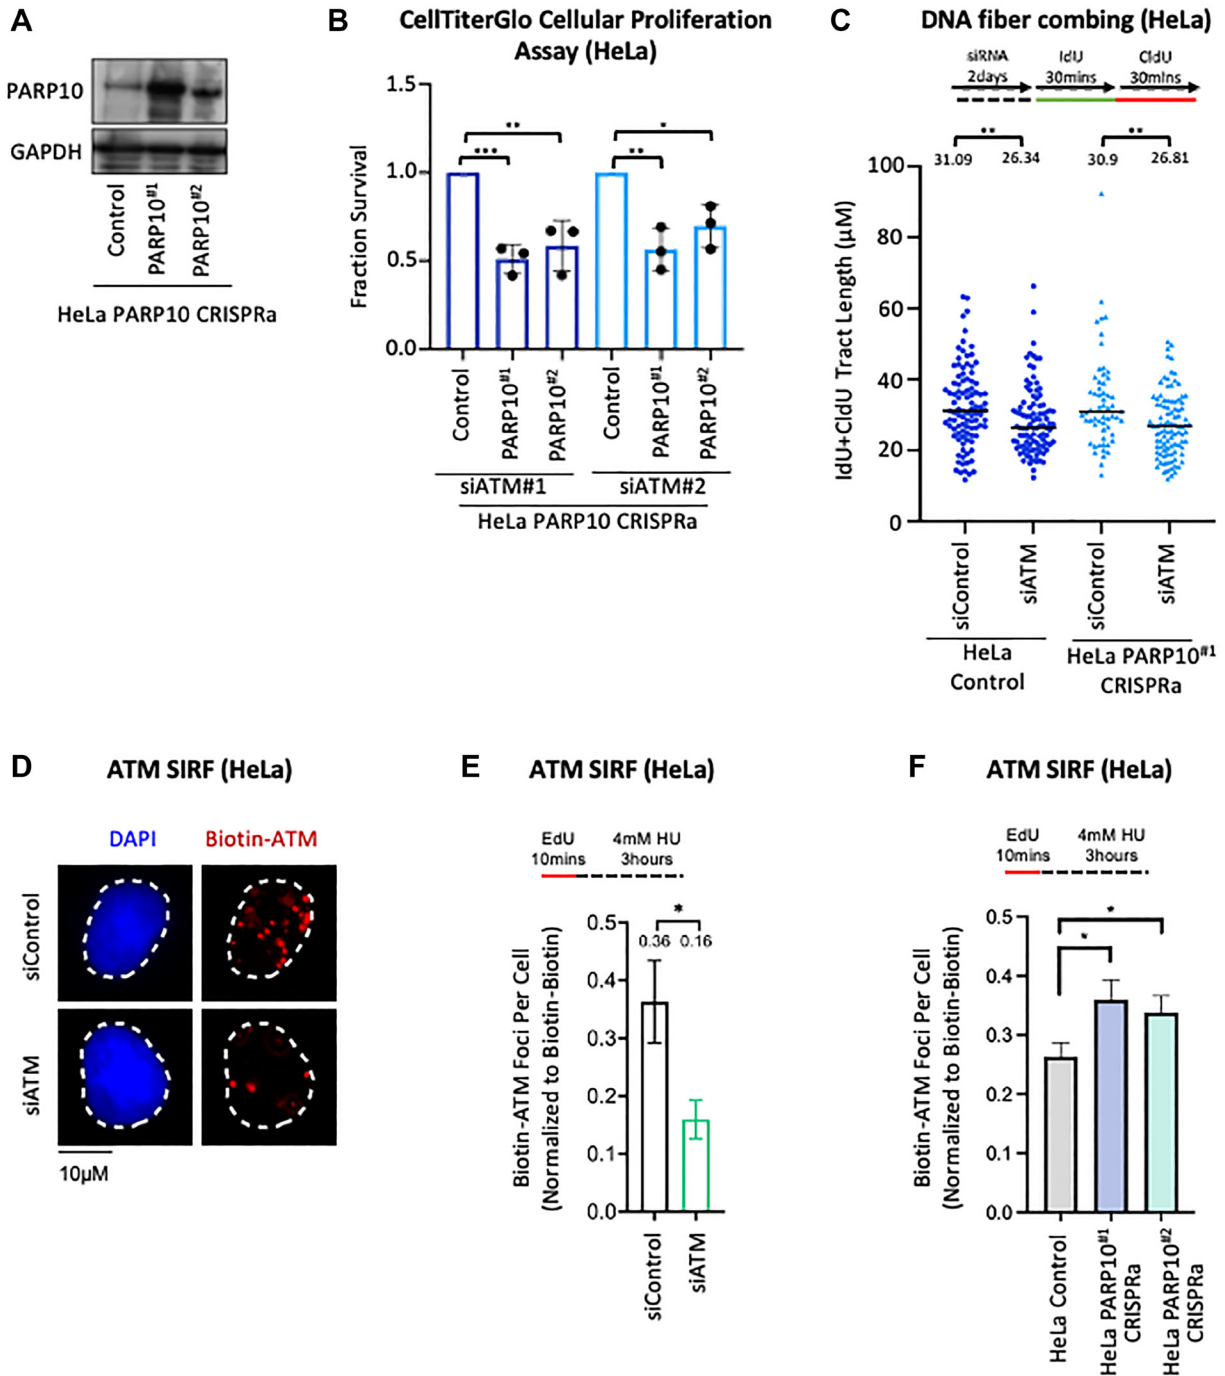 A
PARP10
GAPDH
Control
PARP10#1
PARP10#2
HeLa PARP10 CRISPRa
B
CellTiterGlo Cellular Proliferation
Assay (HeLa)
Fraction Survival
1.5
1.0
0.5
0.0
**
***
*
**
Control
PARP10#1
PARP10#2
Control
PARP10#1
PARP10#2
siATM#1
siATM#2
HeLa PARP10 CRISPRa
C
DNA fiber combing (HeLa)
siRNA IdU CldU
2days 30mins 30mins
** **
31.09 26.34 30.9 26.81
IdU+CldU Tract Length (µM)
100
80
60
40
20
0
siControl
siATM
siControl
siATM
HeLa
Control
HeLa PARP10#1
CRISPRa
D
ATM SIRF (HeLa)
DAPI Biotin-ATM
siControl
siATM
10µM
E
ATM SIRF (HeLa)
EdU 4mM HU
10mins 3hours
*
0.36 0.16
Biotin-ATM Foci Per Cell
(Normalized to Biotin-Biotin)
0.5
0.4
0.3
0.2
0.1
0.0
siControl
siATM
F
ATM SIRF (HeLa)
EdU 4mM HU
10mins 3hours
*
*
Biotin-ATM Foci Per Cell
(Normalized to Biotin-Biotin)
0.5
0.4
0.3
0.2
0.1
0.0
HeLa Control
HeLa PARP10#1
CRISPRa
HeLa PARP10#2
CRISPRa